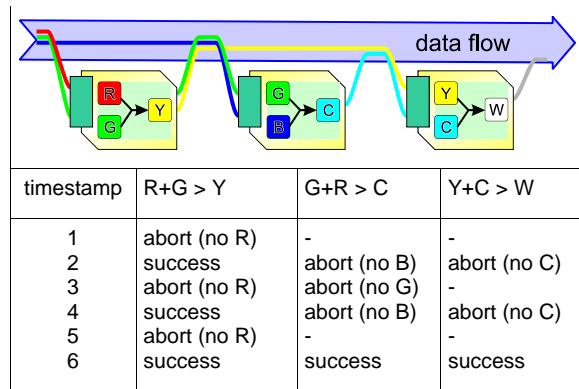 data flow
R
G
Y
G
B
C
Y
C
W
timestamp R+G > Y G+R > C Y+C > W
1 abort (no R) - -
2 success abort (no B) abort (no C)
3 abort (no R) abort (no G) -
4 success abort (no B) abort (no C)
5 abort (no R) - -
6 success success success